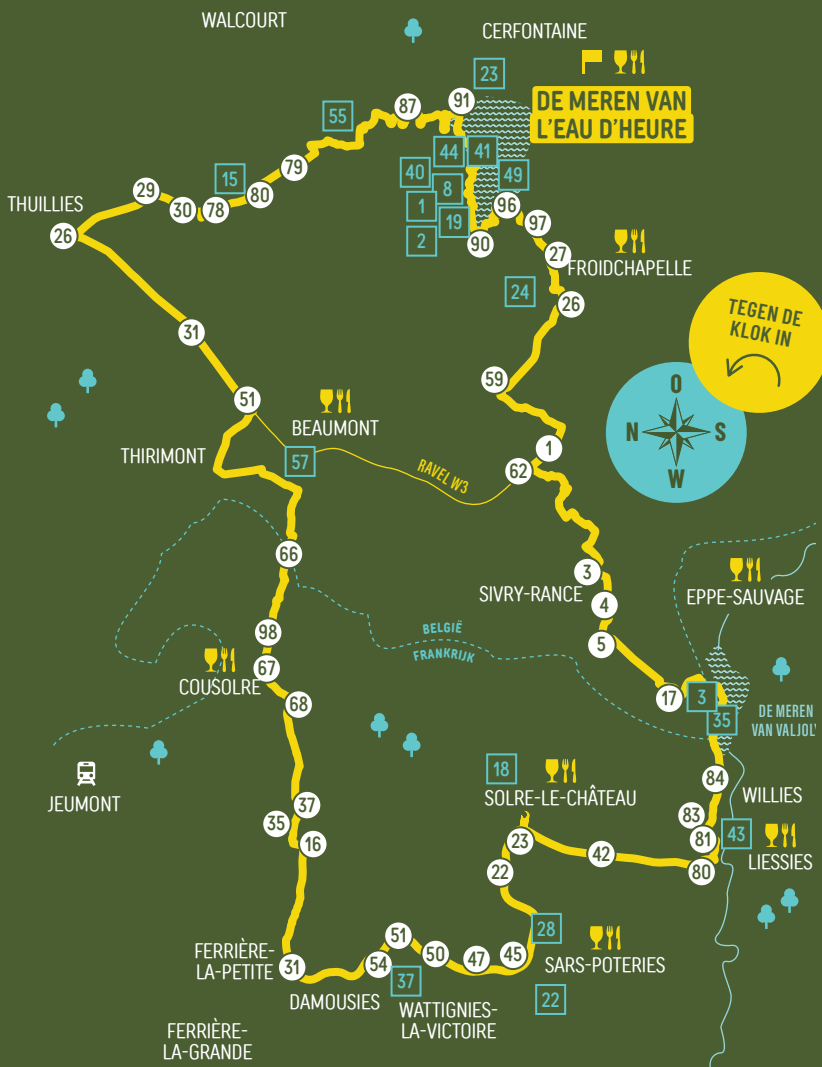 WALCOURT
CERFONTAINE
23
DE MEREN VAN
L'EAU D'HEURE
91
87
55
44
41
40
49
8
79
15
1
96
80
29
19
97
THUILLIES
30
78
2
90
26
27
FROIDCHAPELLE
24
26
TEGEN DE
KLOK IN
31
59
O
N
S
W
51
BEAUMONT
1
THIRIMONT
57
RAVEL W3
62
66
3
SIVRY-RANCE
EPPE-SAUVAGE
4
98
BELGIË
FRANKRIJK
5
67
COUSOLRE
17
3
68
35
DE MEREN
VAN VALJOL'
18
84
JEUMONT
SOLRE-LE-CHÂTEAU
WILLIES
37
35
83
16
23
42
81
43
80
LIESSIES
22
28
51
50
45
SARS-POTERIES
FERRIÈRE-
LA-PETITE
31
54
47
37
DAMOUSIES
WATTIGNIES-
LA-VICTOIRE
22
FERRIÈRE-
LA-GRANDE